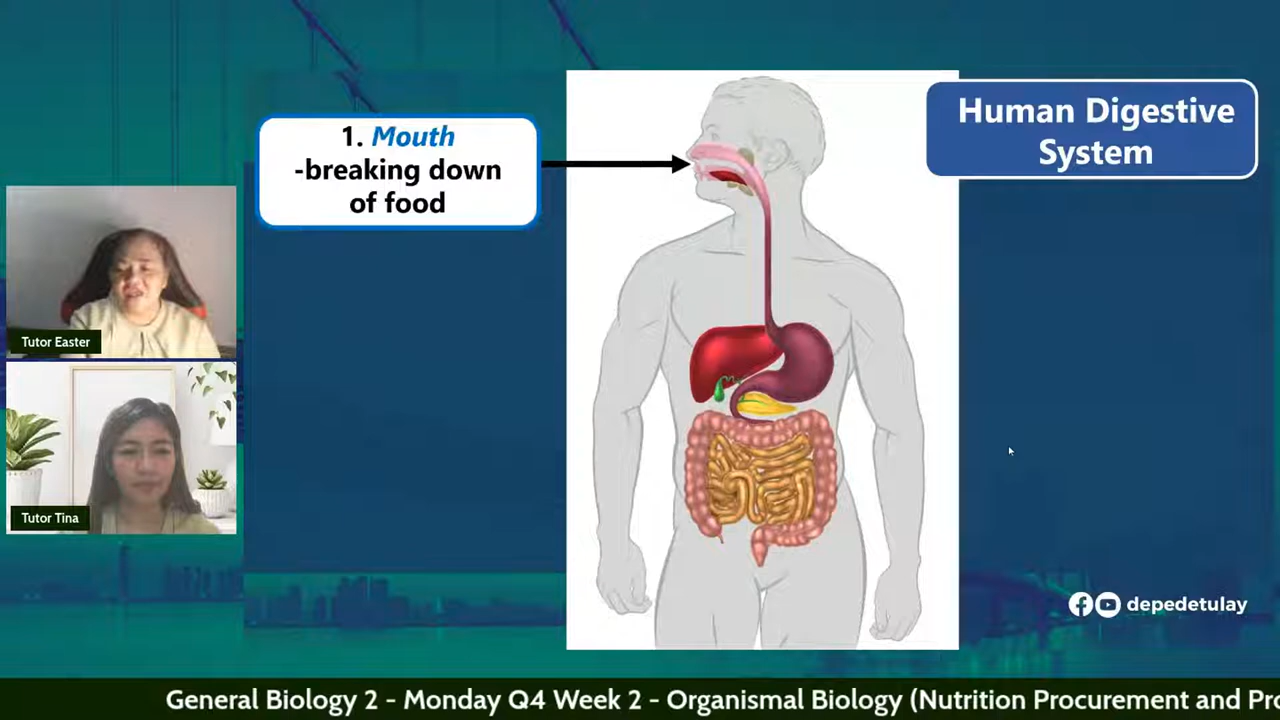 1. Mouth
-breaking down
of food
Human Digestive
System
Tutor Easter
Tutor Tina
depedetulay
General Biology 2 - Monday Q4 Week 2 - Organismal Biology (Nutrition Procurement and Pro